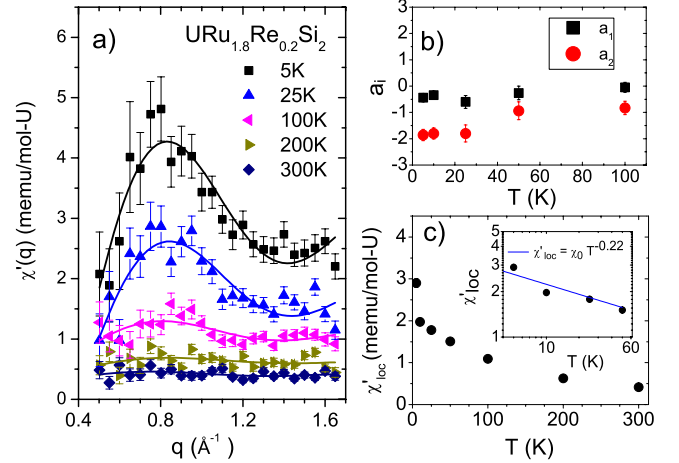 a)
URu1.8Re0.2Si2
5K
25K
100K
200K
300K
χ'(q) (memu/mol-U)
6
5
4
3
2
1
0
0.4 0.8 1.2 1.6
q (Å-1)
b)
a1
a2
ai
3
2
1
0
-1
-2
-3
0 20 40 60 80 100
T (K)
c)
χ'loc (memu/mol-U)
4
3
2
1
0
0 50 100 150 200 250 300
T (K)
χ'loc = χ0 T-0.22
χ'loc
5
4
3
2
1
10 60
T (K)